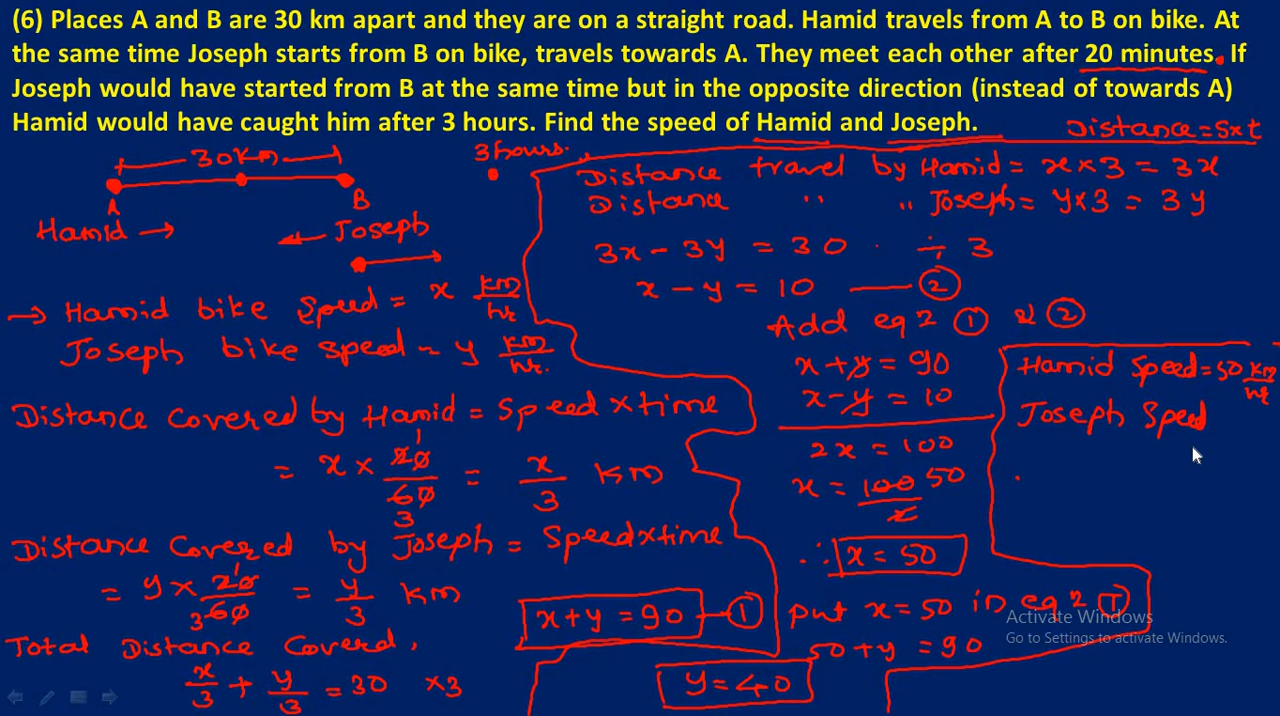 (6) Places A and B are 30 km apart and they are on a straight road. Hamid travels from A to B on bike. At
the same time Joseph starts from B on bike, travels towards A. They meet each other after 20 minutes. If
Joseph would have started from B at the same time but in the opposite direction (instead of towards A)
Hamid would have caught him after 3 hours. Find the speed of Hamid and Joseph.
Distance = s x t
30 km
3 hours.
A
B
Hamid →
← Joseph
→ Hamid bike Speed = x km/hr
Joseph bike speed = y km/hr.
Distance Covered by Hamid = Speed x time
= x × 20/60 = x/3 km
1
3
Distance Covered by Joseph = Speed x time
= y × 20/60 = y/3 km
1
3
Total Distance Coverd,
x/3 + y/3 = 30 x3
x + y = 90 — ①
Distance travel by Hamid = x × 3 = 3x
Distance " " Joseph = y × 3 = 3y
3x - 3y = 30 . ÷ 3
x - y = 10 — ②
Add eq2 ① & ②
x + y = 90
x - y = 10
2x = 100
x = 100/2 50
∴ x = 50
put x = 50 in eq2 ①
50 + y = 90
y = 40
Hamid Speed = 50 km/hr
Joseph Speed
Activate Windows
Go to Settings to activate Windows.